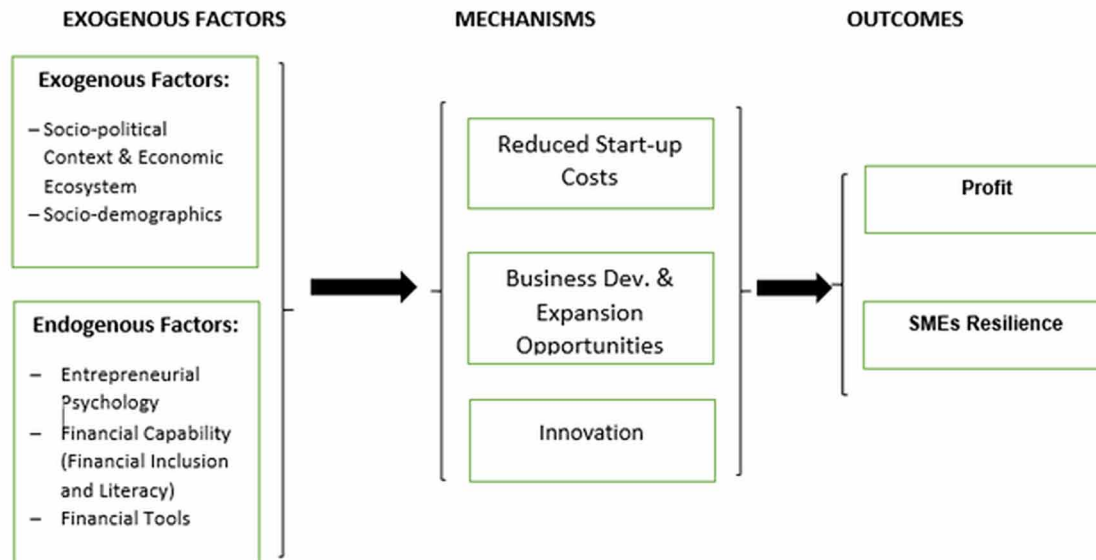 EXOGENOUS FACTORS
MECHANISMS
OUTCOMES
Exogenous Factors:
– Socio-political
Context & Economic
Ecosystem
– Socio-demographics
Endogenous Factors:
– Entrepreneurial
Psychology
– Financial Capability
(Financial Inclusion
and Literacy)
– Financial Tools
Reduced Start-up
Costs
Business Dev. &
Expansion
Opportunities
Innovation
Profit
SMEs Resilience